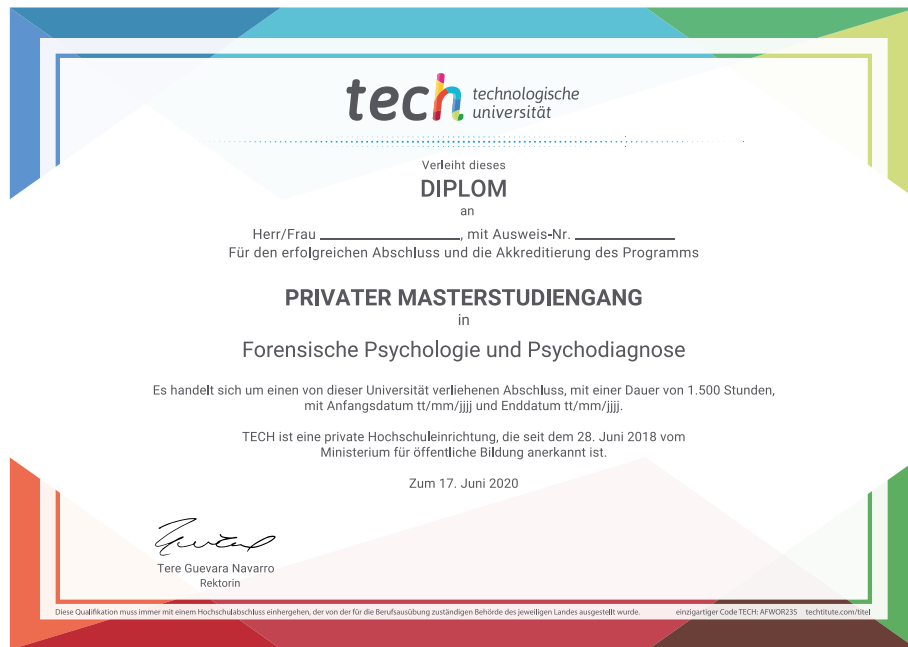 tech technologische
universität
Verleiht dieses
DIPLOM
an
Herr/Frau ________________, mit Ausweis-Nr. ____________
Für den erfolgreichen Abschluss und die Akkreditierung des Programms
PRIVATER MASTERSTUDIENGANG
in
Forensische Psychologie und Psychodiagnose
Es handelt sich um einen von dieser Universität verliehenen Abschluss, mit einer Dauer von 1.500 Stunden,
mit Anfangsdatum tt/mm/jjjj und Enddatum tt/mm/jjjj.
TECH ist eine private Hochschuleinrichtung, die seit dem 28. Juni 2018 vom
Ministerium für öffentliche Bildung anerkannt ist.
Zum 17. Juni 2020
Tere Guevara Navarro
Rektorin
Diese Qualifikation muss immer mit einem Hochschulabschluss einhergehen, der von der für die Berufsausübung zuständigen Behörde des jeweiligen Landes ausgestellt wurde. einzigartiger Code TECH: AFWOR235 techtitute.com/titel